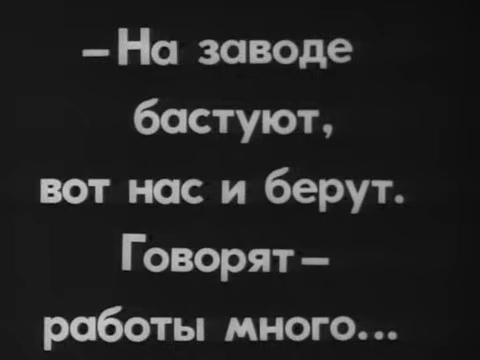 –На заводе
бастуют,
вот нас и берут.
Говорят–
работы много...